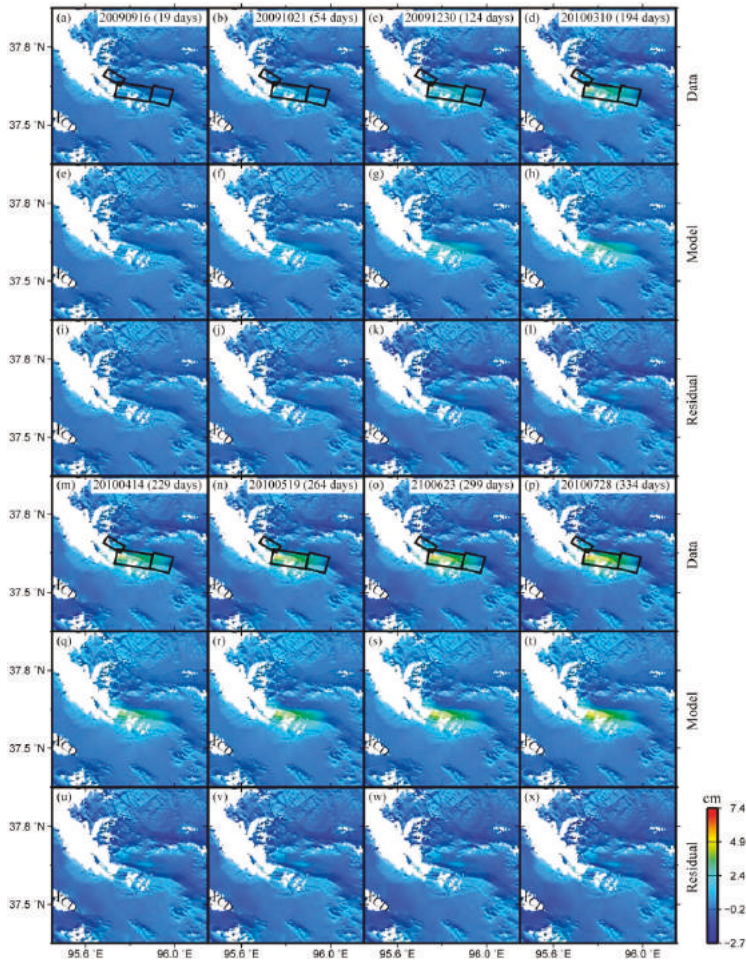 (a) 20090916 (19 days) (b) 20091021 (54 days) (c) 20091230 (124 days) (d) 20100310 (194 days)
37.8
37.5 °N
Data
(e) (f) (g) (h)
37.8
37.5
Model
(i) (j) (k) (l)
37.8
37.5
Residual
(m) 20100414 (229 days) (n) 20100519 (264 days) (o) 2100623 (299 days) (p) 20100728 (334 days)
37.8
37.5 °N
Data
(q) (r) (s) (t)
37.8
37.5 °N
Model
(u) (v) (w) (x)
37.8
37.5 °N
Residual
95.6 °E 96.0 °E 95.6 °E 96.0 °E 95.6 °E 96.0 °E 95.6 °E 96.0 °E
cm
7.4
4.9
2.4
−0.2
−2.7